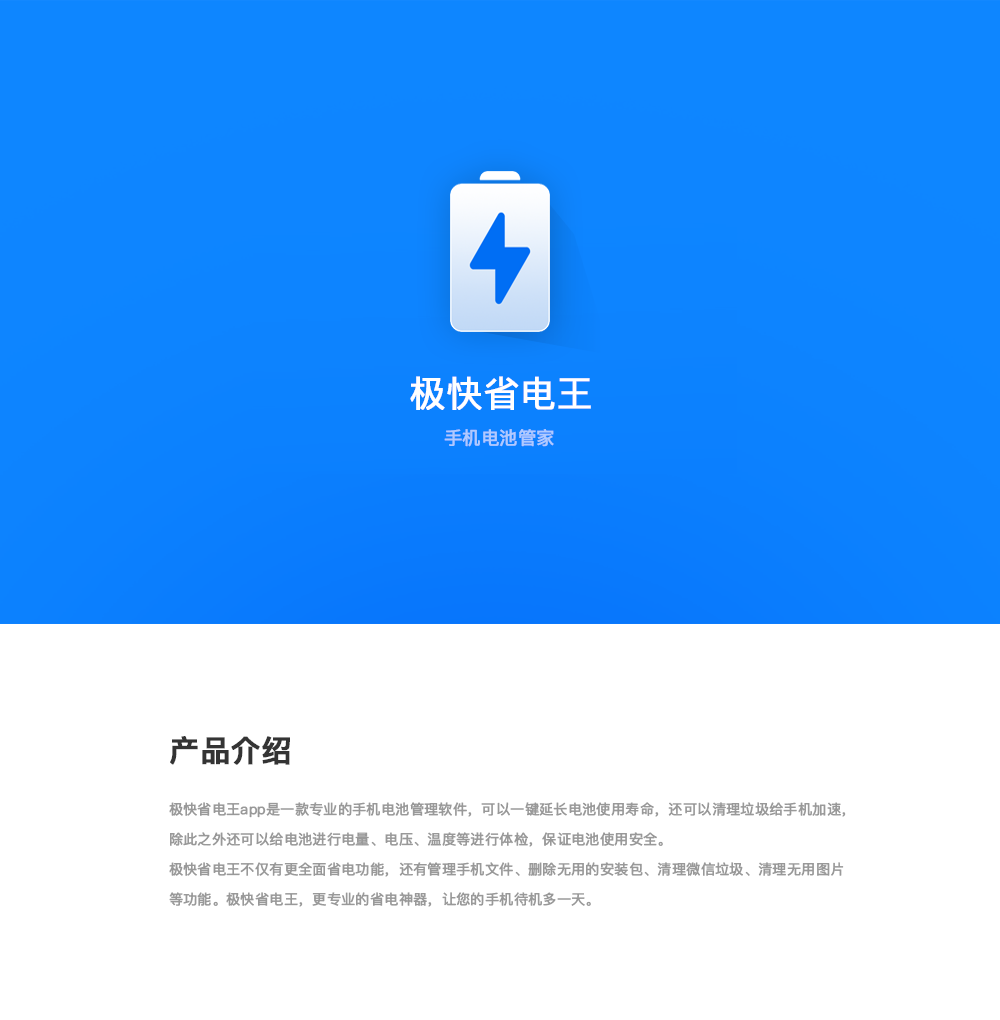 极快省电王
手机电池管家
产品介绍
极快省电王app是一款专业的手机电池管理软件，可以一键延长电池使用寿命，还可以清理垃圾给手机加速，
除此之外还可以给电池进行电量、电压、温度等进行体检，保证电池使用安全。
极快省电王不仅有更全面省电功能，还有管理手机文件、删除无用的安装包、清理微信垃圾、清理无用图片
等功能。极快省电王，更专业的省电神器，让您的手机待机多一天。